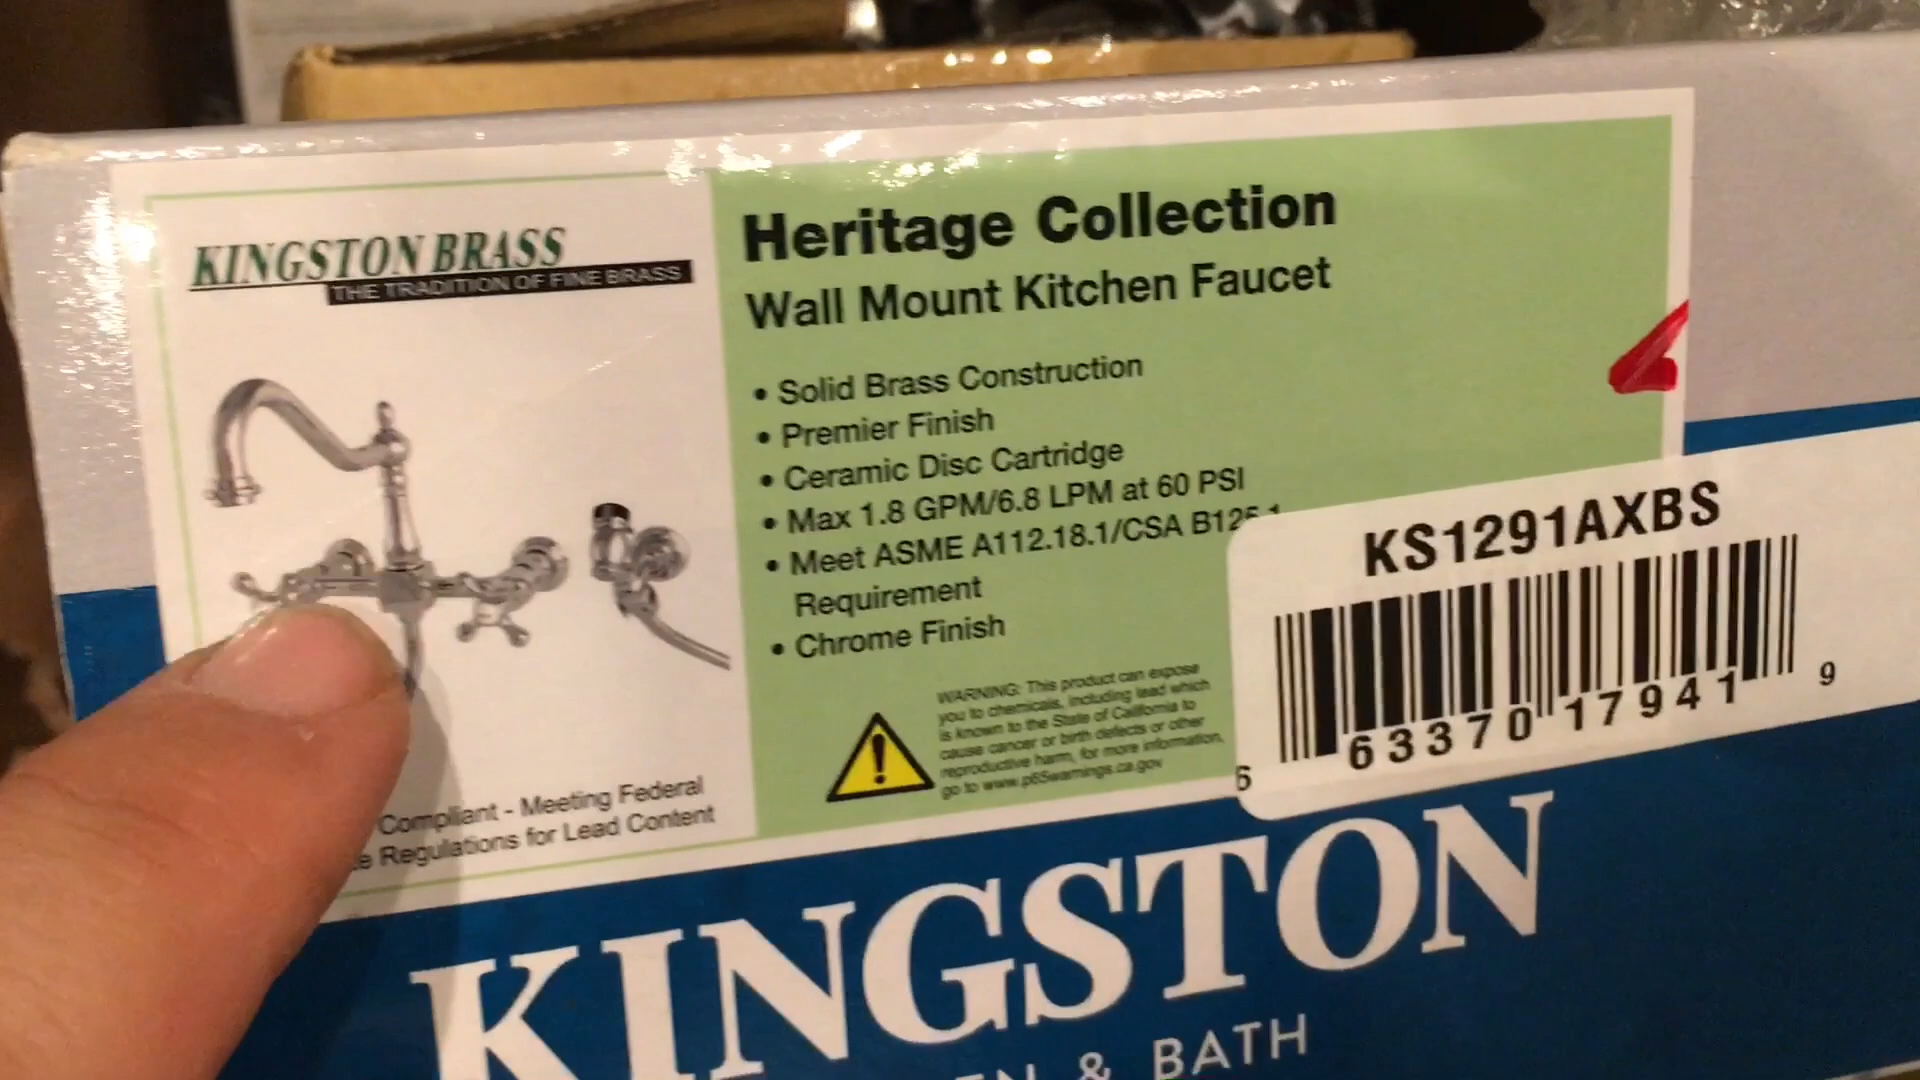 KINGSTON BRASS
THE TRADITION OF FINE BRASS
Heritage Collection
Wall Mount Kitchen Faucet
• Solid Brass Construction
• Premier Finish
• Ceramic Disc Cartridge
• Max 1.8 GPM/6.8 LPM at 60 PSI
• Meet ASME A112.18.1/CSA
Requirement
• Chrome Finish
WARNING: This product can expose
you to chemicals, including lead which
is known to the State of California to
cause cancer or birth defects or other
reproductive harm, for more information,
go to www.p65warnings.ca.gov
Compliant - Meeting Federal
Regulations for Lead Content
KS1291AXBS
6 63370 17941 9
KINGSTON
& BATH